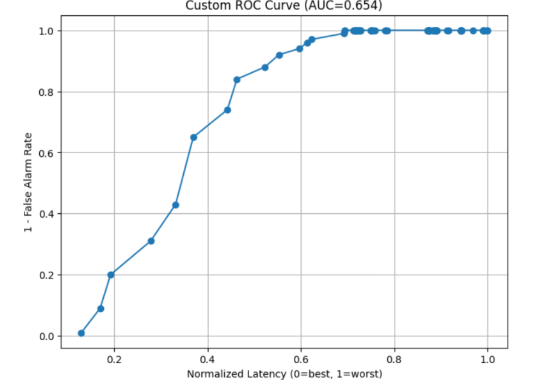 Custom ROC Curve (AUC=0.654)
1.0
0.8
0.6
0.4
0.2
0.0
1 - False Alarm Rate
0.2 0.4 0.6 0.8 1.0
Normalized Latency (0=best, 1=worst)